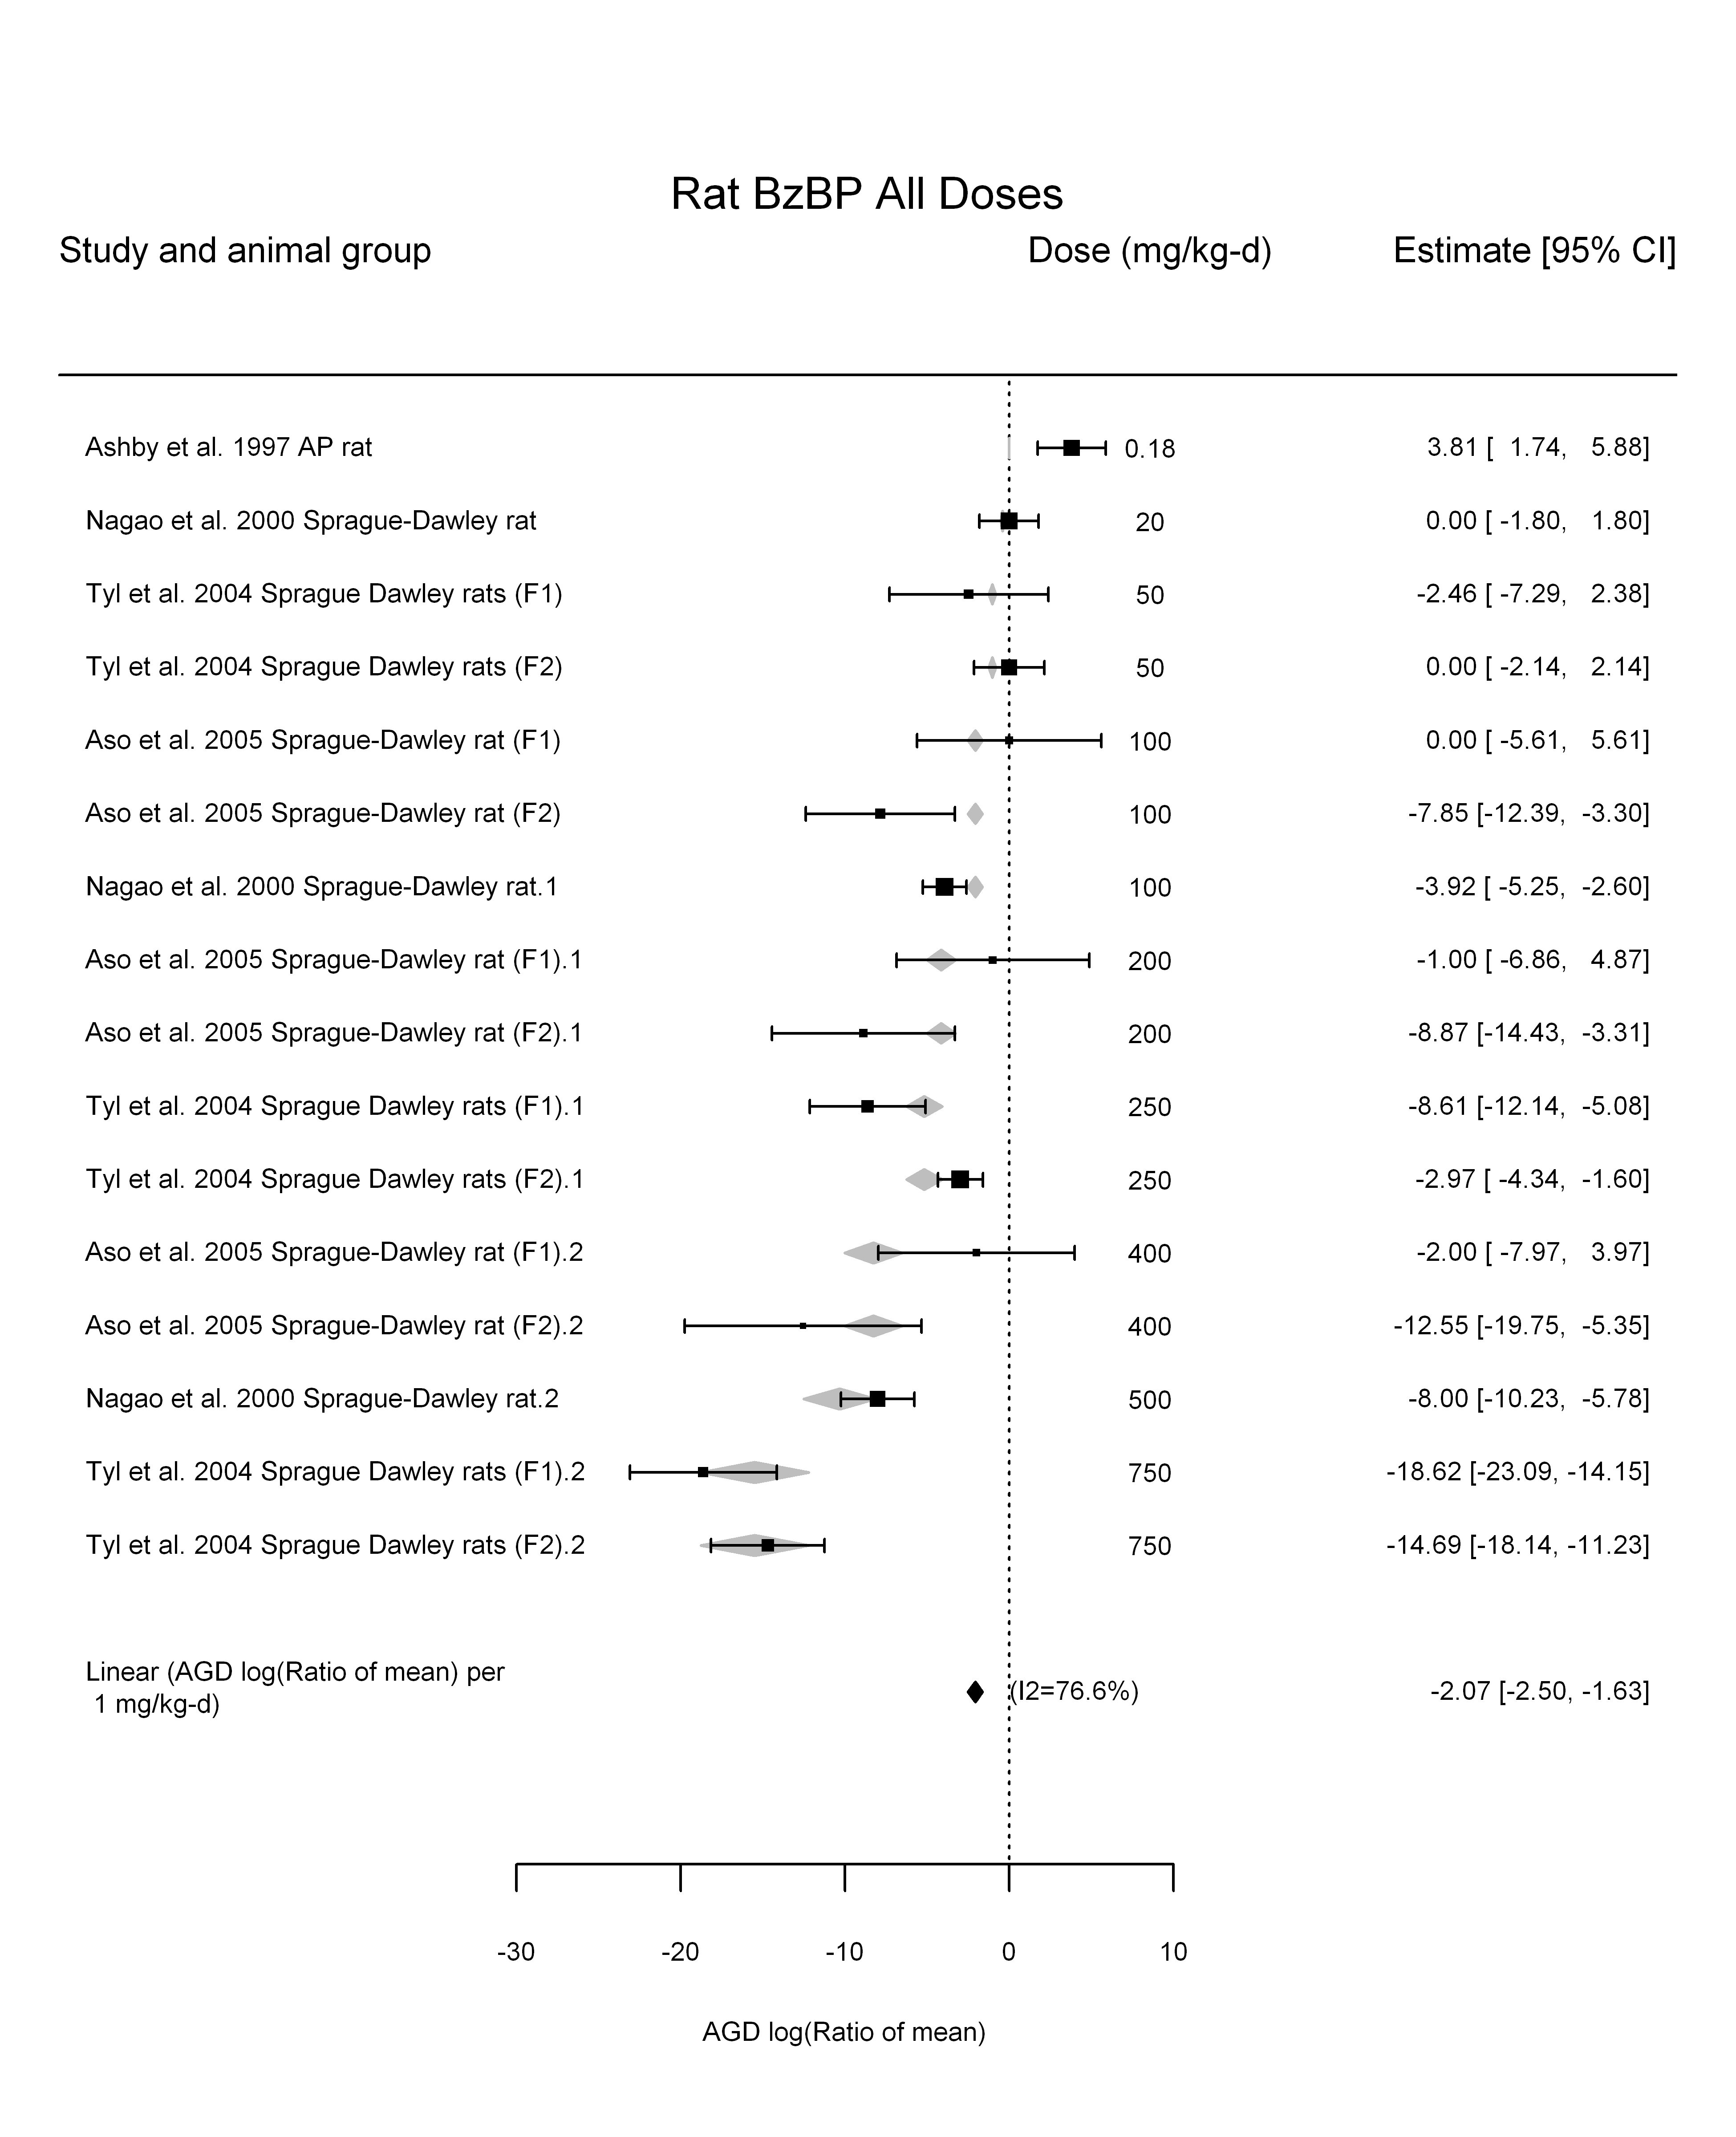 Rat BzBP All Doses
Study and animal group Dose (mg/kg-d) Estimate [95% CI]
Ashby et al. 1997 AP rat 0.18 3.81 [ 1.74, 5.88]
Nagao et al. 2000 Sprague-Dawley rat 20 0.00 [ -1.80, 1.80]
Tyl et al. 2004 Sprague Dawley rats (F1) 50 -2.46 [ -7.29, 2.38]
Tyl et al. 2004 Sprague Dawley rats (F2) 50 0.00 [ -2.14, 2.14]
Aso et al. 2005 Sprague-Dawley rat (F1) 100 0.00 [ -5.61, 5.61]
Aso et al. 2005 Sprague-Dawley rat (F2) 100 -7.85 [-12.39, -3.30]
Nagao et al. 2000 Sprague-Dawley rat.1 100 -3.92 [ -5.25, -2.60]
Aso et al. 2005 Sprague-Dawley rat (F1).1 200 -1.00 [ -6.86, 4.87]
Aso et al. 2005 Sprague-Dawley rat (F2).1 200 -8.87 [-14.43, -3.31]
Tyl et al. 2004 Sprague Dawley rats (F1).1 250 -8.61 [-12.14, -5.08]
Tyl et al. 2004 Sprague Dawley rats (F2).1 250 -2.97 [ -4.34, -1.60]
Aso et al. 2005 Sprague-Dawley rat (F1).2 400 -2.00 [ -7.97, 3.97]
Aso et al. 2005 Sprague-Dawley rat (F2).2 400 -12.55 [-19.75, -5.35]
Nagao et al. 2000 Sprague-Dawley rat.2 500 -8.00 [-10.23, -5.78]
Tyl et al. 2004 Sprague Dawley rats (F1).2 750 -18.62 [-23.09, -14.15]
Tyl et al. 2004 Sprague Dawley rats (F2).2 750 -14.69 [-18.14, -11.23]
Linear (AGD log(Ratio of mean) per
1 mg/kg-d) (I2=76.6%) -2.07 [-2.50, -1.63]
-30 -20 -10 0 10
AGD log(Ratio of mean)